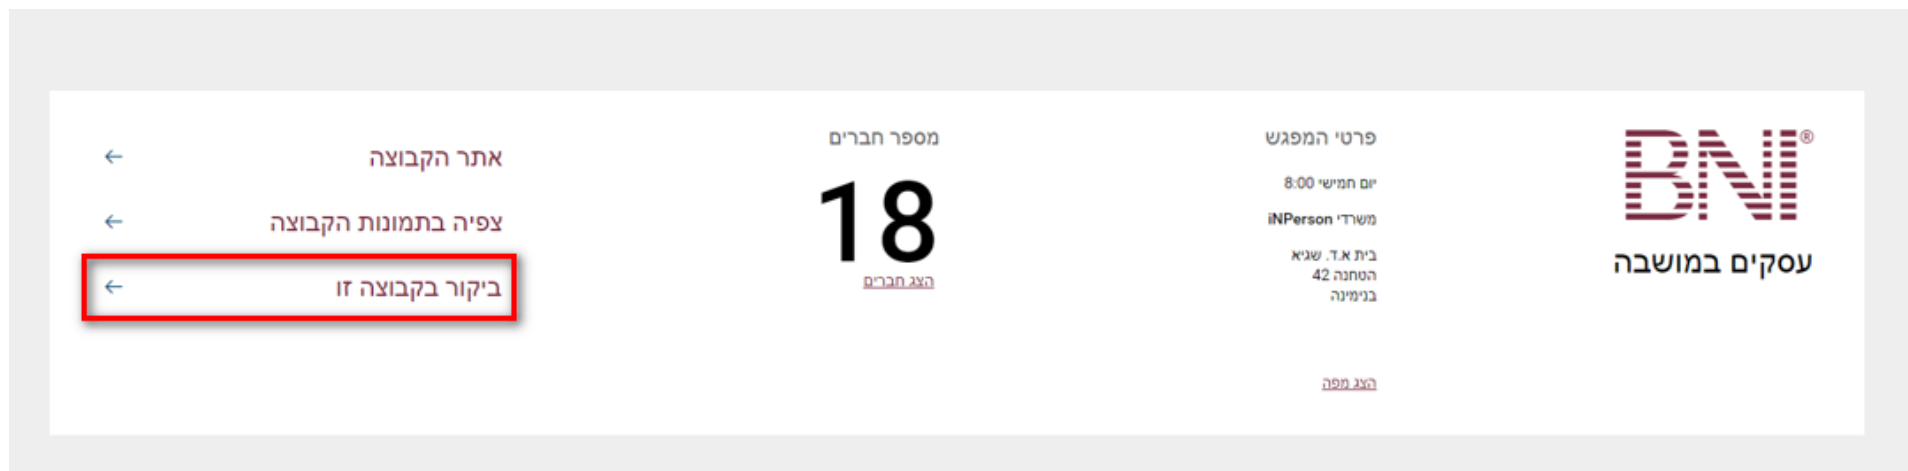 BNI®
עסקים במושבה
פרטי המפגש
יום חמישי 8:00
משרדי iNPerson
בית א.ד. שגיא
הטחנה 42
בנימינה
הצג מפה
מספר חברים
18
הצג חברים
אתר הקבוצה ←
צפיה בתמונות הקבוצה ←
ביקור בקבוצה זו ←